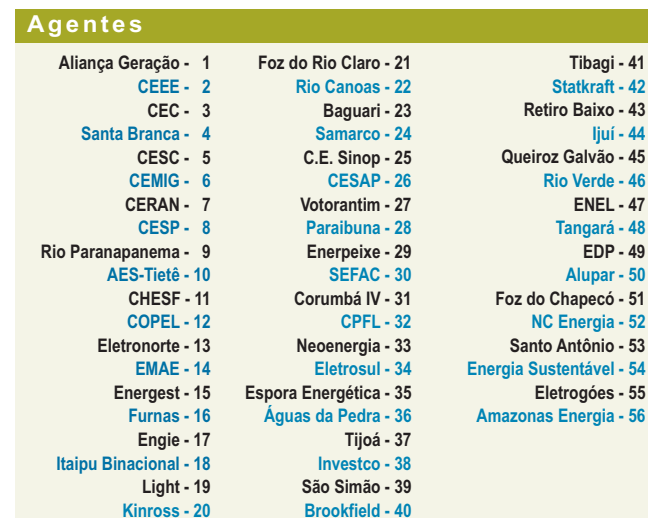 Agentes
Aliança Geração - 1
CEEE - 2
CEC - 3
Santa Branca - 4
CESC - 5
CEMIG - 6
CERAN - 7
CESP - 8
Rio Paranapanema - 9
AES-Tietê - 10
CHESF - 11
COPEL - 12
Eletronorte - 13
EMAE - 14
Energest - 15
Furnas - 16
Engie - 17
Itaipu Binacional - 18
Light - 19
Kinross - 20
Foz do Rio Claro - 21
Rio Canoas - 22
Baguari - 23
Samarco - 24
C.E. Sinop - 25
CESAP - 26
Votorantim - 27
Paraibuna - 28
Enerpeixe - 29
SEFAC - 30
Corumbá IV - 31
CPFL - 32
Neoenergia - 33
Eletrosul - 34
Espora Energética - 35
Águas da Pedra - 36
Tijoá - 37
Investco - 38
São Simão - 39
Brookfield - 40
Tibagi - 41
Statkraft - 42
Retiro Baixo - 43
Ijuí - 44
Queiroz Galvão - 45
Rio Verde - 46
ENEL - 47
Tangará - 48
EDP - 49
Alupar - 50
Foz do Chapecó - 51
NC Energia - 52
Santo Antônio - 53
Energia Sustentável - 54
Eletrogóes - 55
Amazonas Energia - 56